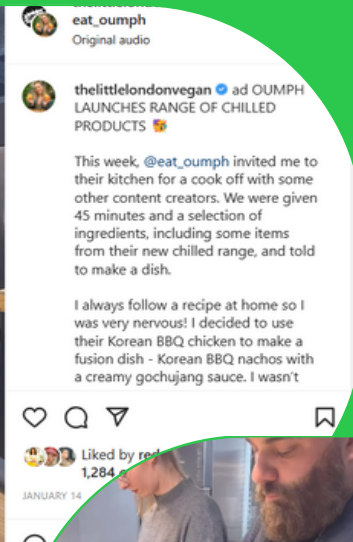 eat_oumph
Original audio
thelittlelondonvegan ad OUMPH
LAUNCHES RANGE OF CHILLED
PRODUCTS
This week, @eat_oumph invited me to
their kitchen for a cook off with some
other content creators. We were given
45 minutes and a selection of
ingredients, including some items
from their new chilled range, and told
to make a dish.
I always follow a recipe at home so I
was very nervous! I decided to use
their Korean BBQ chicken to make a
fusion dish - Korean BBQ nachos with
a creamy gochujang sauce. I wasn't
Liked by
1,284
JANUARY 14